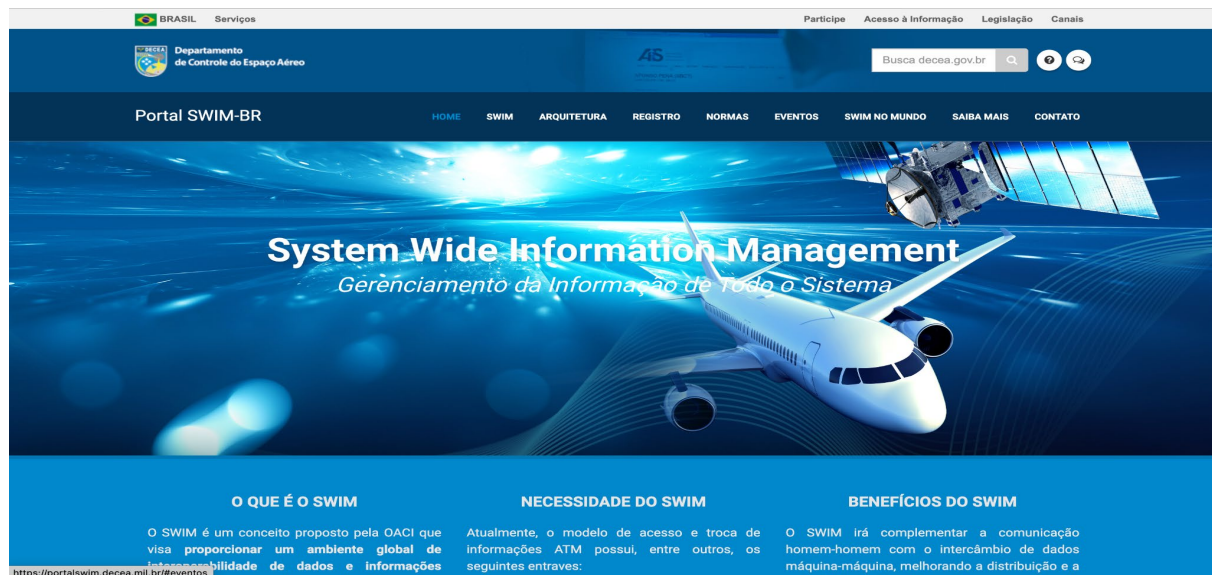 BRASIL Serviços Participe Acesso à Informação Legislação Canais
DECEA Departamento
de Controle do Espaço Aéreo
AIS
Busca decea.gov.br
Portal SWIM-BR HOME SWIM ARQUITETURA REGISTRO NORMAS EVENTOS SWIM NO MUNDO SAIBA MAIS CONTATO
System Wide Information Management
Gerenciamento da Informação de Todo o Sistema
O QUE É O SWIM
O SWIM é um conceito proposto pela OACI que
visa proporcionar um ambiente global de
interoperabilidade de dados e informações
NECESSIDADE DO SWIM
Atualmente, o modelo de acesso e troca de
informações ATM possui, entre outros, os
seguintes entraves:
BENEFÍCIOS DO SWIM
O SWIM irá complementar a comunicação
homem-homem com o intercâmbio de dados
máquina-máquina, melhorando a distribuição e a
https://portalswim.decea.mil.br/#eventos